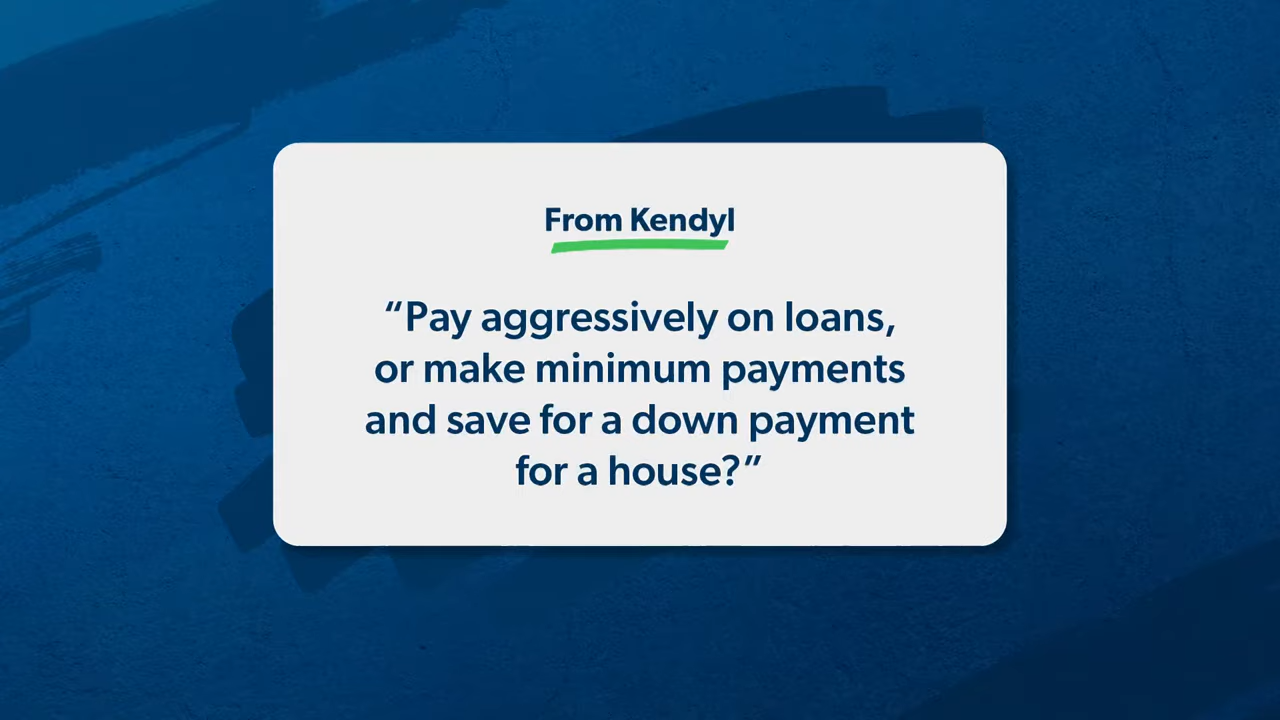 From Kendyl
“Pay aggressively on loans,
or make minimum payments
and save for a down payment
for a house?”